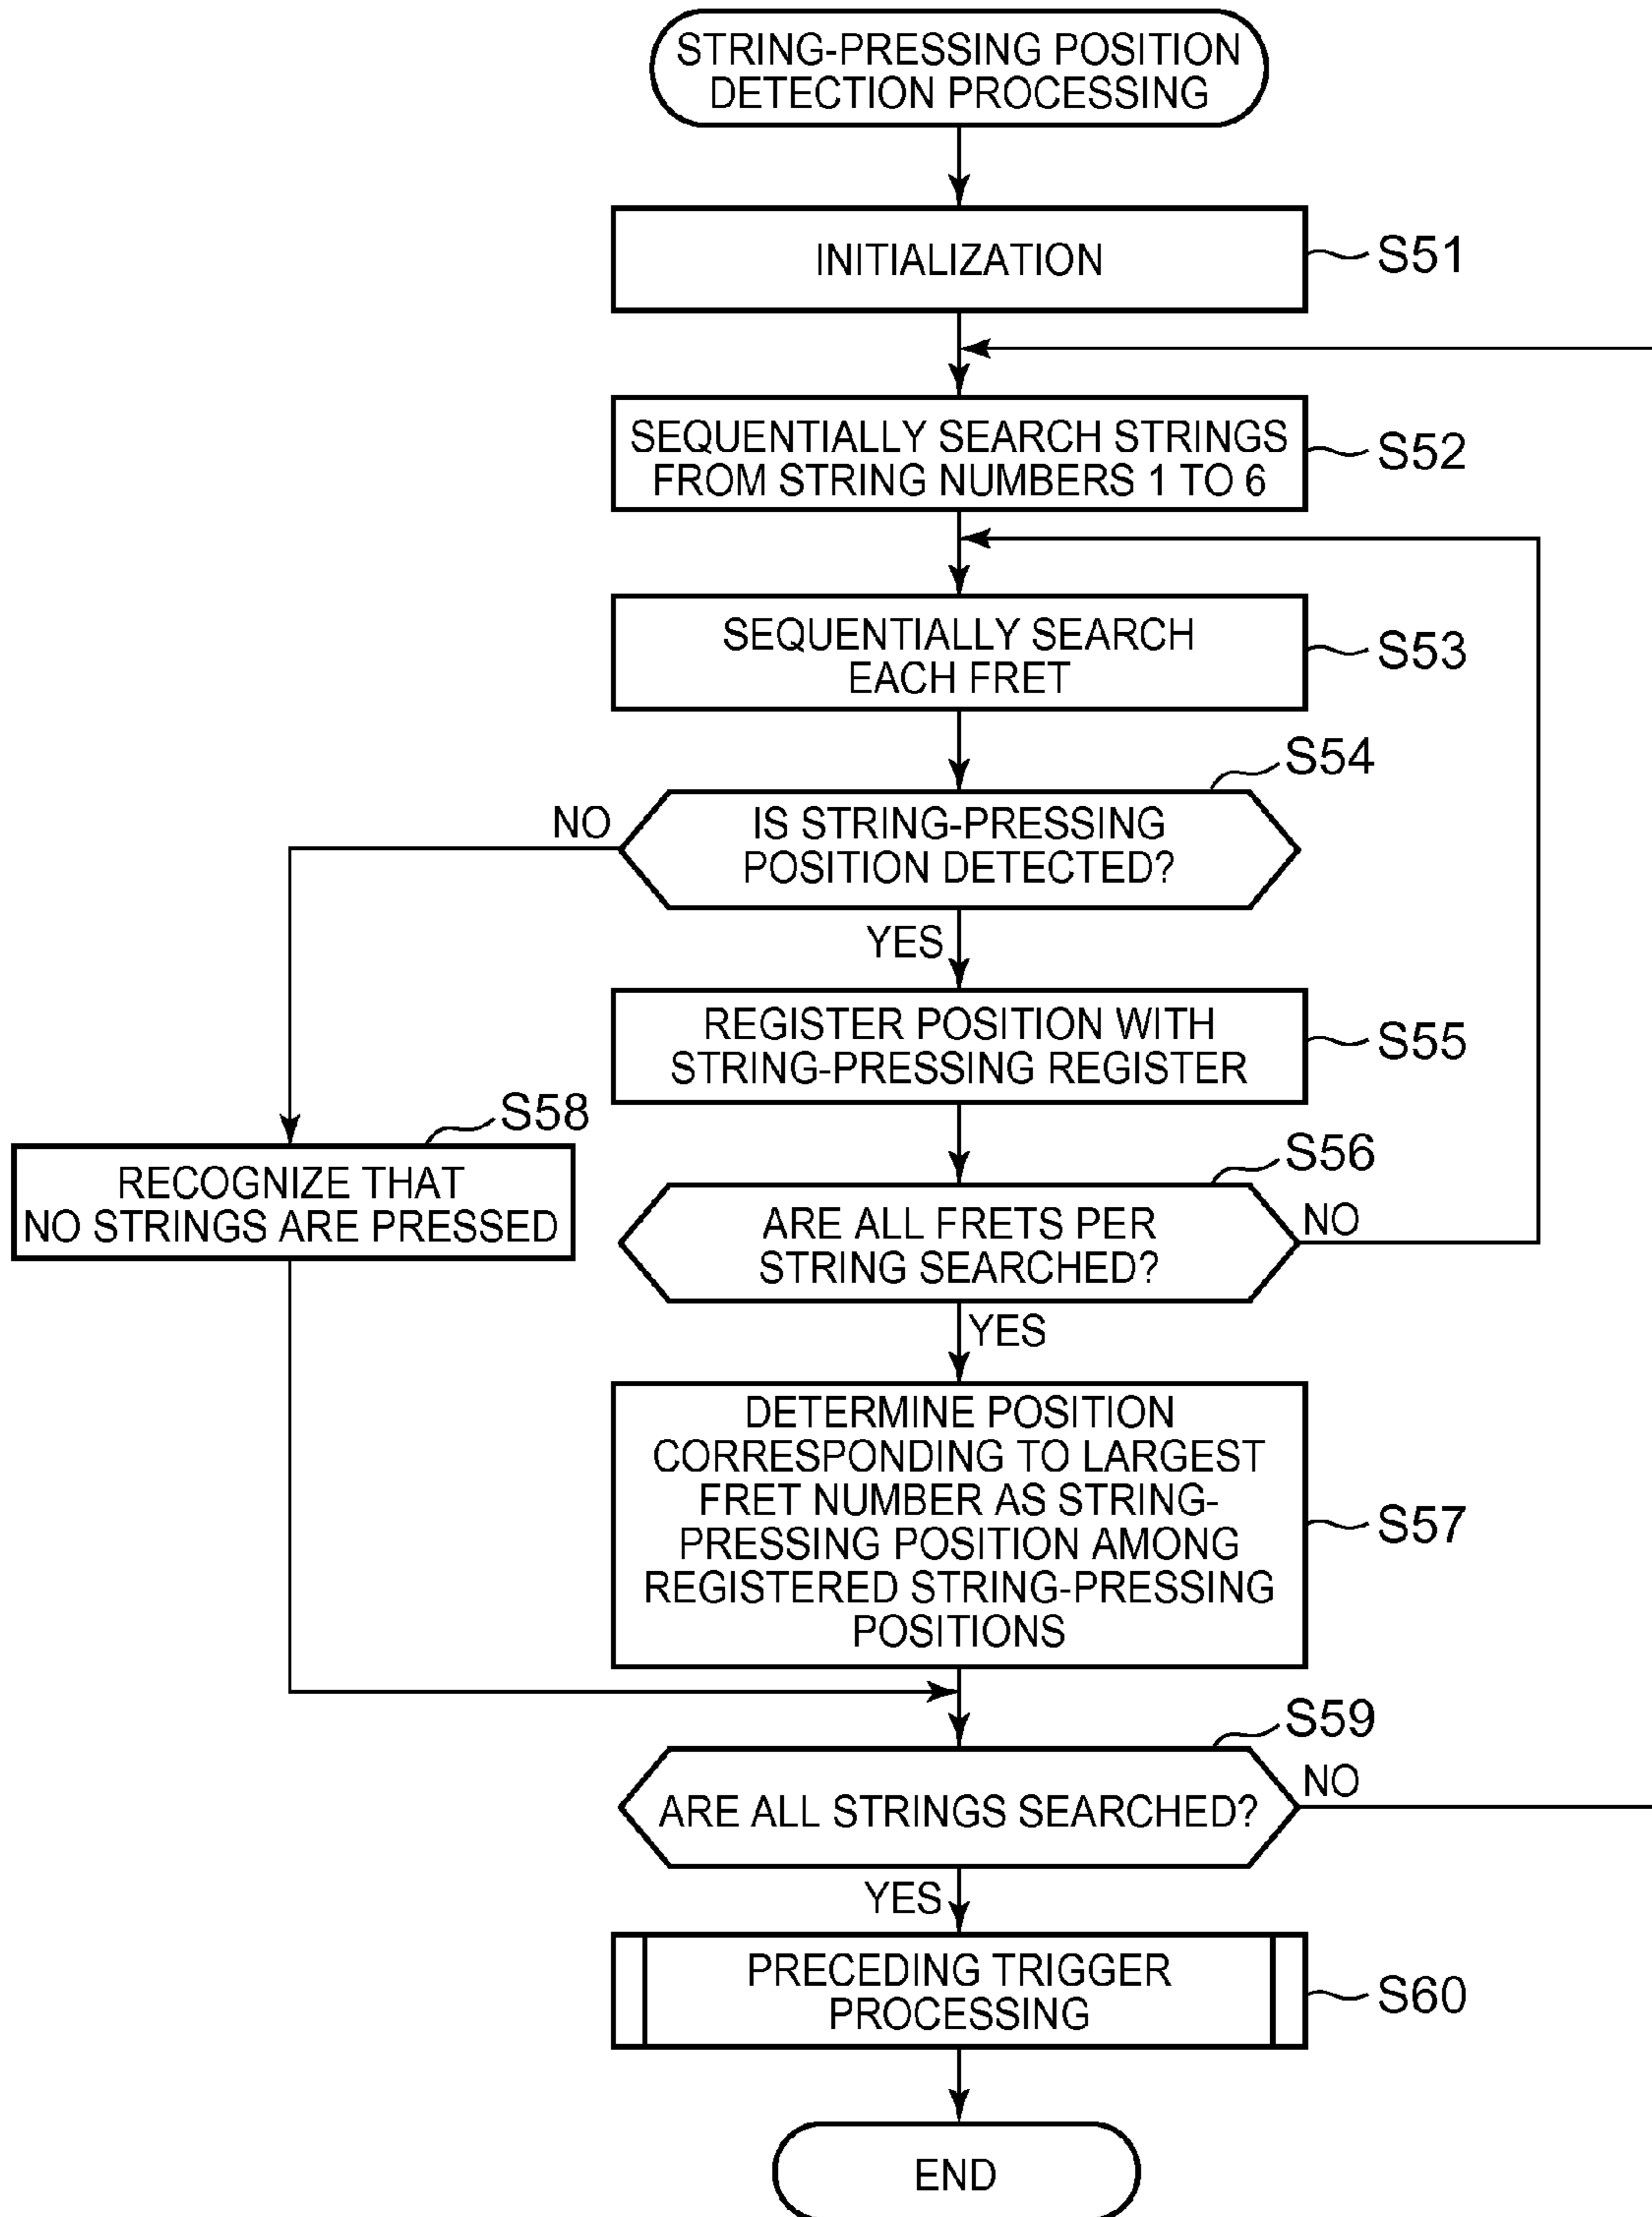 STRING-PRESSING POSITION
DETECTION PROCESSING
INITIALIZATION
S51
SEQUENTIALLY SEARCH STRINGS
FROM STRING NUMBERS 1 TO 6
S52
SEQUENTIALLY SEARCH
EACH FRET
S53
S54
NO
IS STRING-PRESSING
POSITION DETECTED?
YES
REGISTER POSITION WITH
STRING-PRESSING REGISTER
S55
S58
RECOGNIZE THAT
NO STRINGS ARE PRESSED
S56
ARE ALL FRETS PER
STRING SEARCHED?
NO
YES
DETERMINE POSITION
CORRESPONDING TO LARGEST
FRET NUMBER AS STRING-
PRESSING POSITION AMONG
REGISTERED STRING-PRESSING
POSITIONS
S57
S59
ARE ALL STRINGS SEARCHED?
NO
YES
PRECEDING TRIGGER
PROCESSING
S60
END